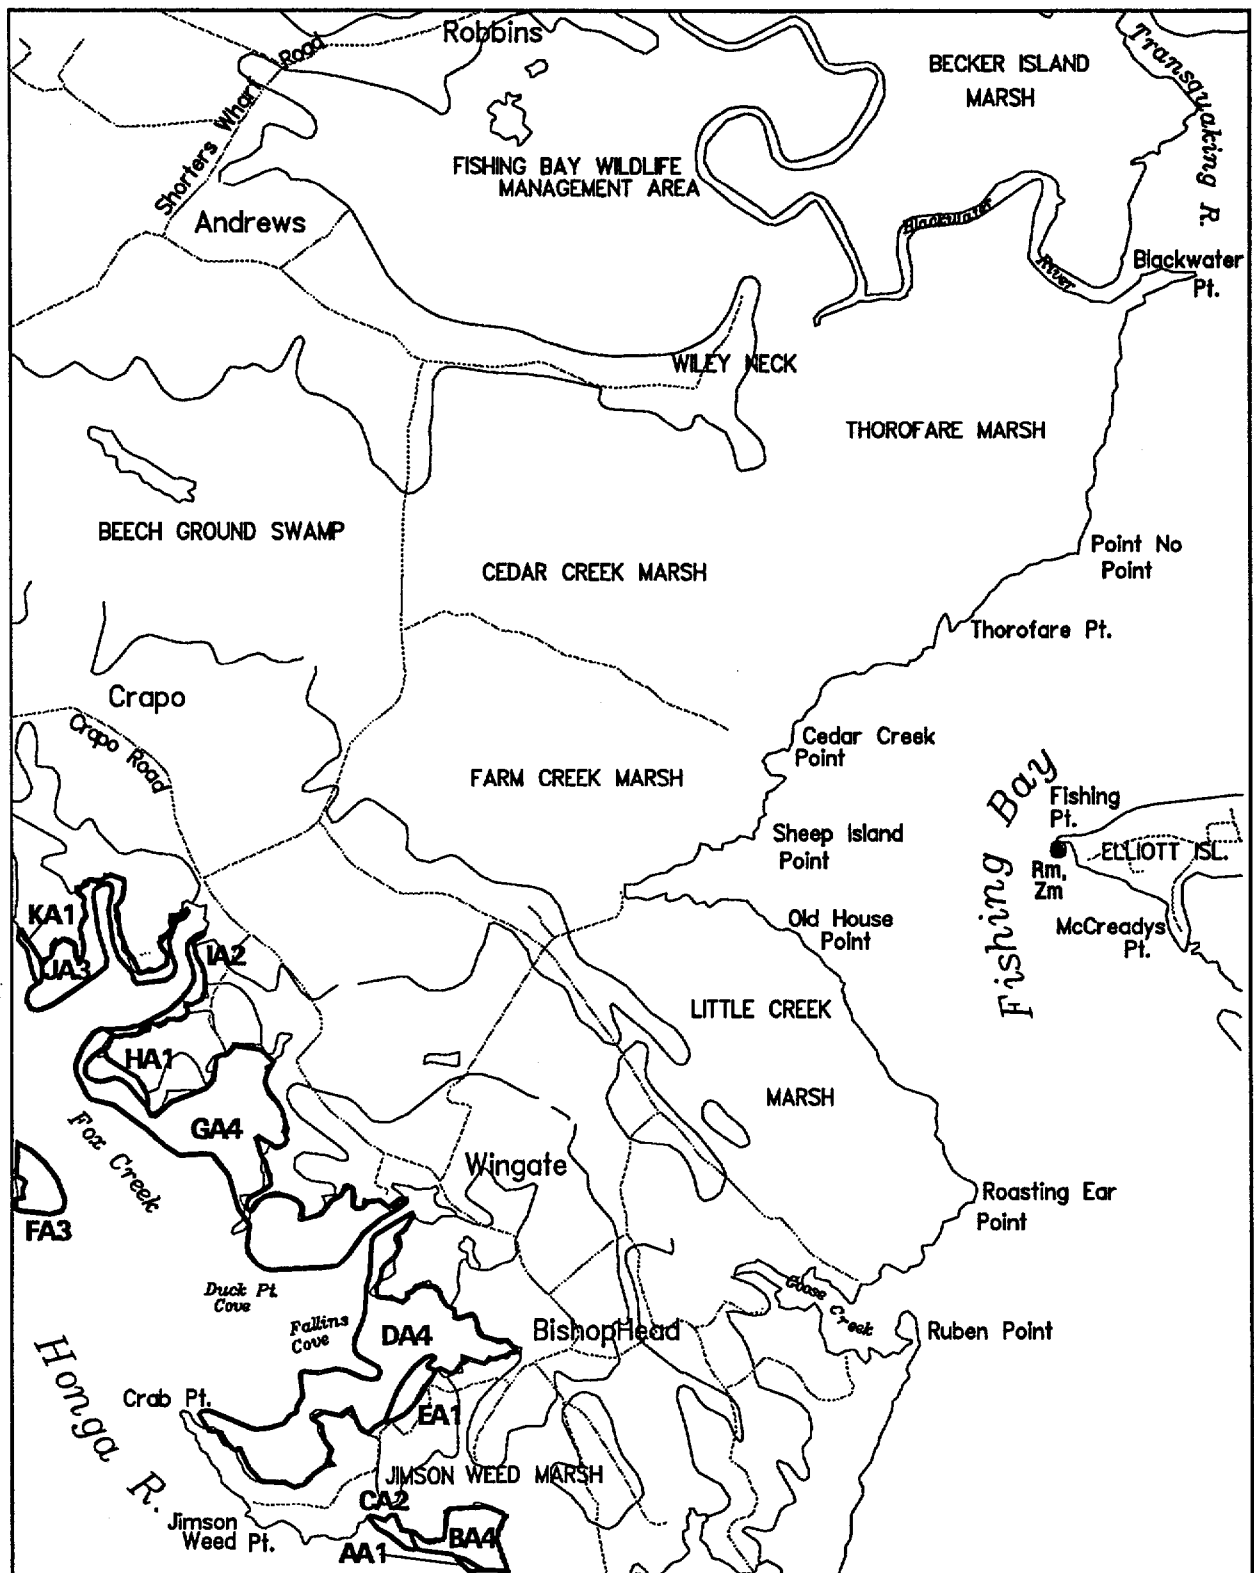 Robbins
Shorters Wharf Road
BECKER ISLAND
MARSH
Transquaking R.
FISHING BAY WILDLIFE
MANAGEMENT AREA
Andrews
Blackwater
River
Blackwater
Pt.
WILEY NECK
THOROFARE MARSH
BEECH GROUND SWAMP
CEDAR CREEK MARSH
Point No
Point
Thorofare Pt.
Crapo
Crapo Road
Cedar Creek
Point
FARM CREEK MARSH
Fishing Bay
Fishing
Pt.
Sheep Island
Point
ELLIOTT ISL.
Rm,
Zm
KA1
JA3
IA2
Old House
Point
McCreadys
Pt.
LITTLE CREEK
MARSH
HA1
GA4
Fox Creek
Wingate
FA3
Roasting Ear
Point
Duck Pt.
Cove
Goose Creek
Fallins
Cove
DA4
BishopHead
Ruben Point
Honga R.
Crab Pt.
EA1
JIMSON WEED MARSH
CA2
Jimson
Weed Pt.
AA1
BA4